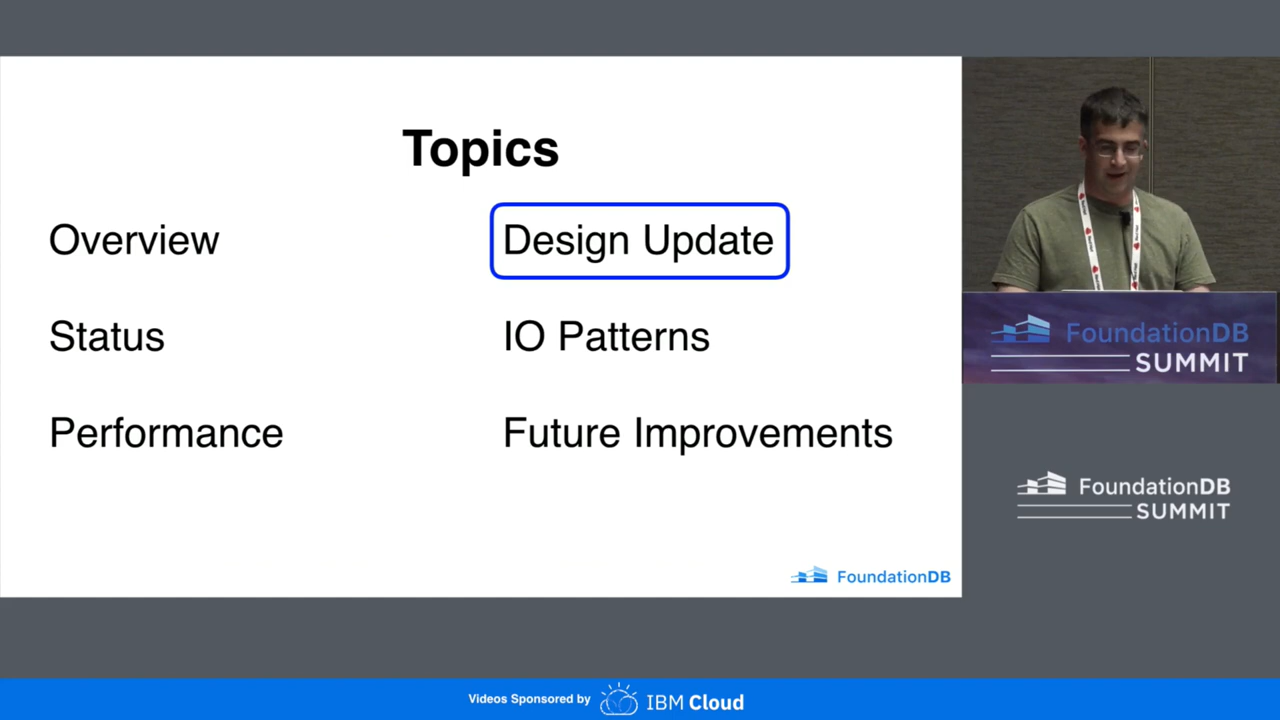 Topics
Overview
Status
Performance
Design Update
IO Patterns
Future Improvements
FoundationDB
FoundationDB
SUMMIT
FoundationDB
SUMMIT
Videos Sponsored by IBM Cloud